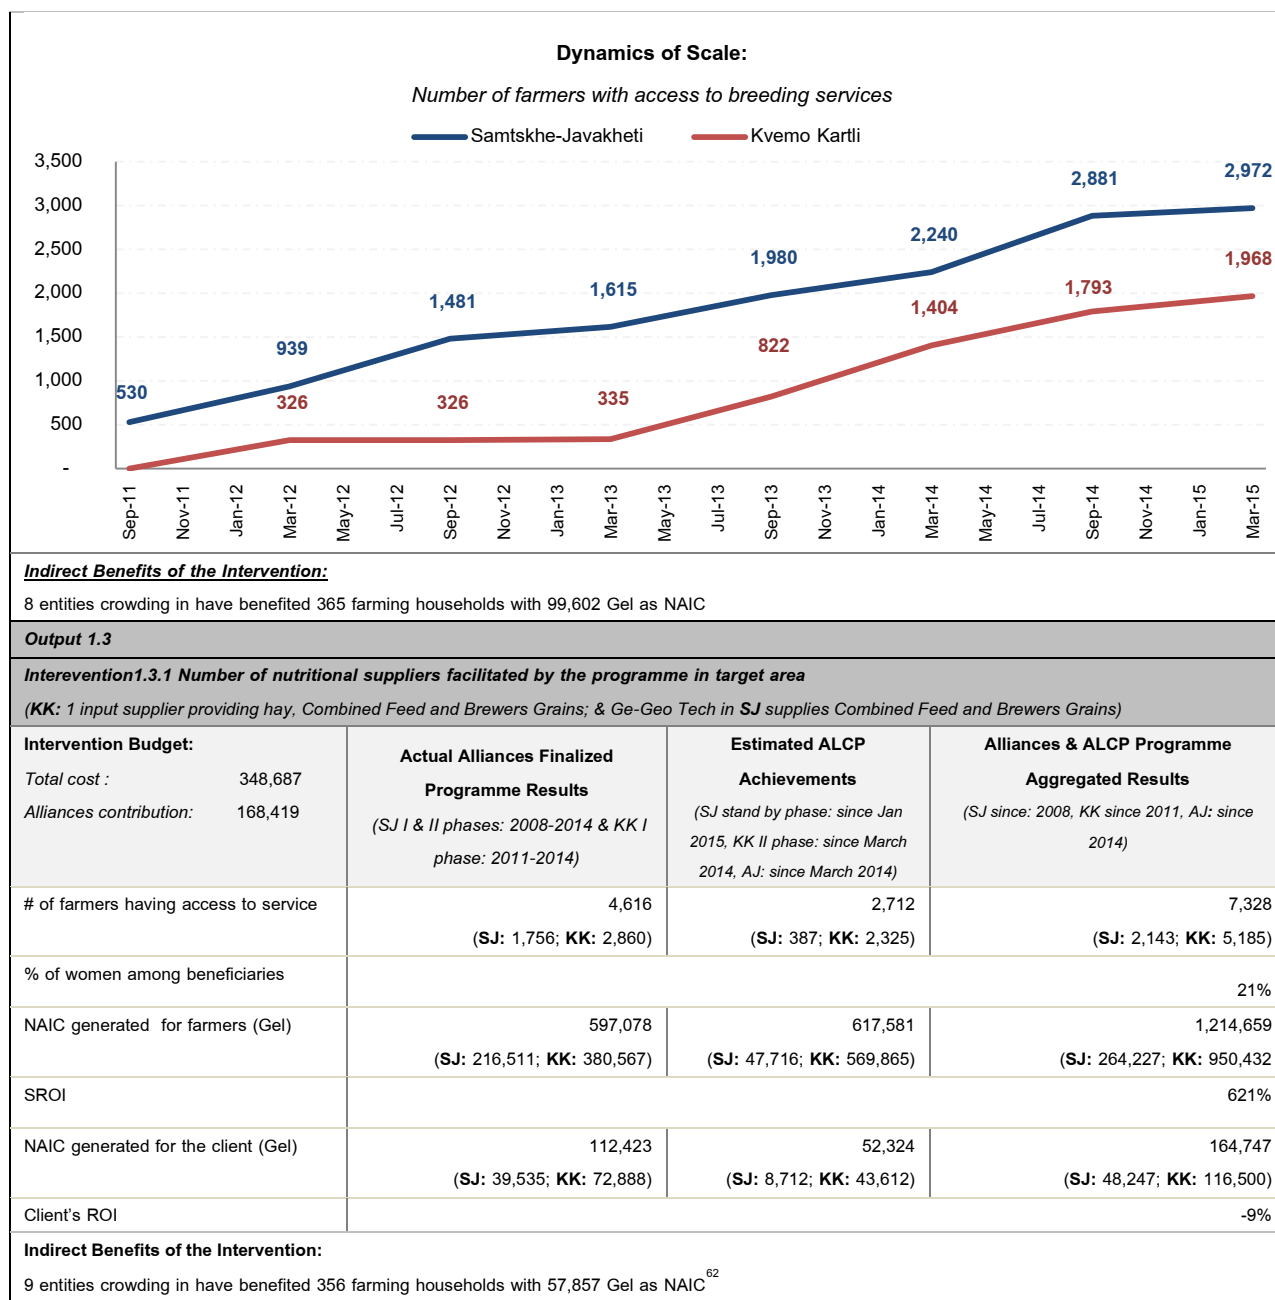 Dynamics of Scale:
Number of farmers with access to breeding services
Samtskhe-Javakheti Kvemo Kartli
3,500
3,000
2,500
2,000
1,500
1,000
500
-
530 939 1,481 1,615 1,980 2,240 2,881 2,972
326 326 335 822 1,404 1,793 1,968
Sep-11 Nov-11 Jan-12 Mar-12 May-12 Jul-12 Sep-12 Nov-12 Jan-13 Mar-13 May-13 Jul-13 Sep-13 Nov-13 Jan-14 Mar-14 May-14 Jul-14 Sep-14 Nov-14 Jan-15 Mar-15
Indirect Benefits of the Intervention:
8 entities crowding in have benefited 365 farming households with 99,602 Gel as NAIC
Output 1.3
Interevention1.3.1 Number of nutritional suppliers facilitated by the programme in target area
(KK: 1 input supplier providing hay, Combined Feed and Brewers Grains; & Ge-Geo Tech in SJ supplies Combined Feed and Brewers Grains)
Intervention Budget:
Total cost : 348,687
Alliances contribution: 168,419
Actual Alliances Finalized
Programme Results
(SJ I & II phases: 2008-2014 & KK I
phase: 2011-2014)
Estimated ALCP
Achievements
(SJ stand by phase: since Jan
2015, KK II phase: since March
2014, AJ: since March 2014)
Alliances & ALCP Programme
Aggregated Results
(SJ since: 2008, KK since 2011, AJ: since
2014)
# of farmers having access to service 4,616 2,712 7,328
(SJ: 1,756; KK: 2,860) (SJ: 387; KK: 2,325) (SJ: 2,143; KK: 5,185)
% of women among beneficiaries
21%
NAIC generated for farmers (Gel) 597,078 617,581 1,214,659
(SJ: 216,511; KK: 380,567) (SJ: 47,716; KK: 569,865) (SJ: 264,227; KK: 950,432
SROI 621%
NAIC generated for the client (Gel) 112,423 52,324 164,747
(SJ: 39,535; KK: 72,888) (SJ: 8,712; KK: 43,612) (SJ: 48,247; KK: 116,500)
Client’s ROI -9%
Indirect Benefits of the Intervention:
9 entities crowding in have benefited 356 farming households with 57,857 Gel as NAIC62